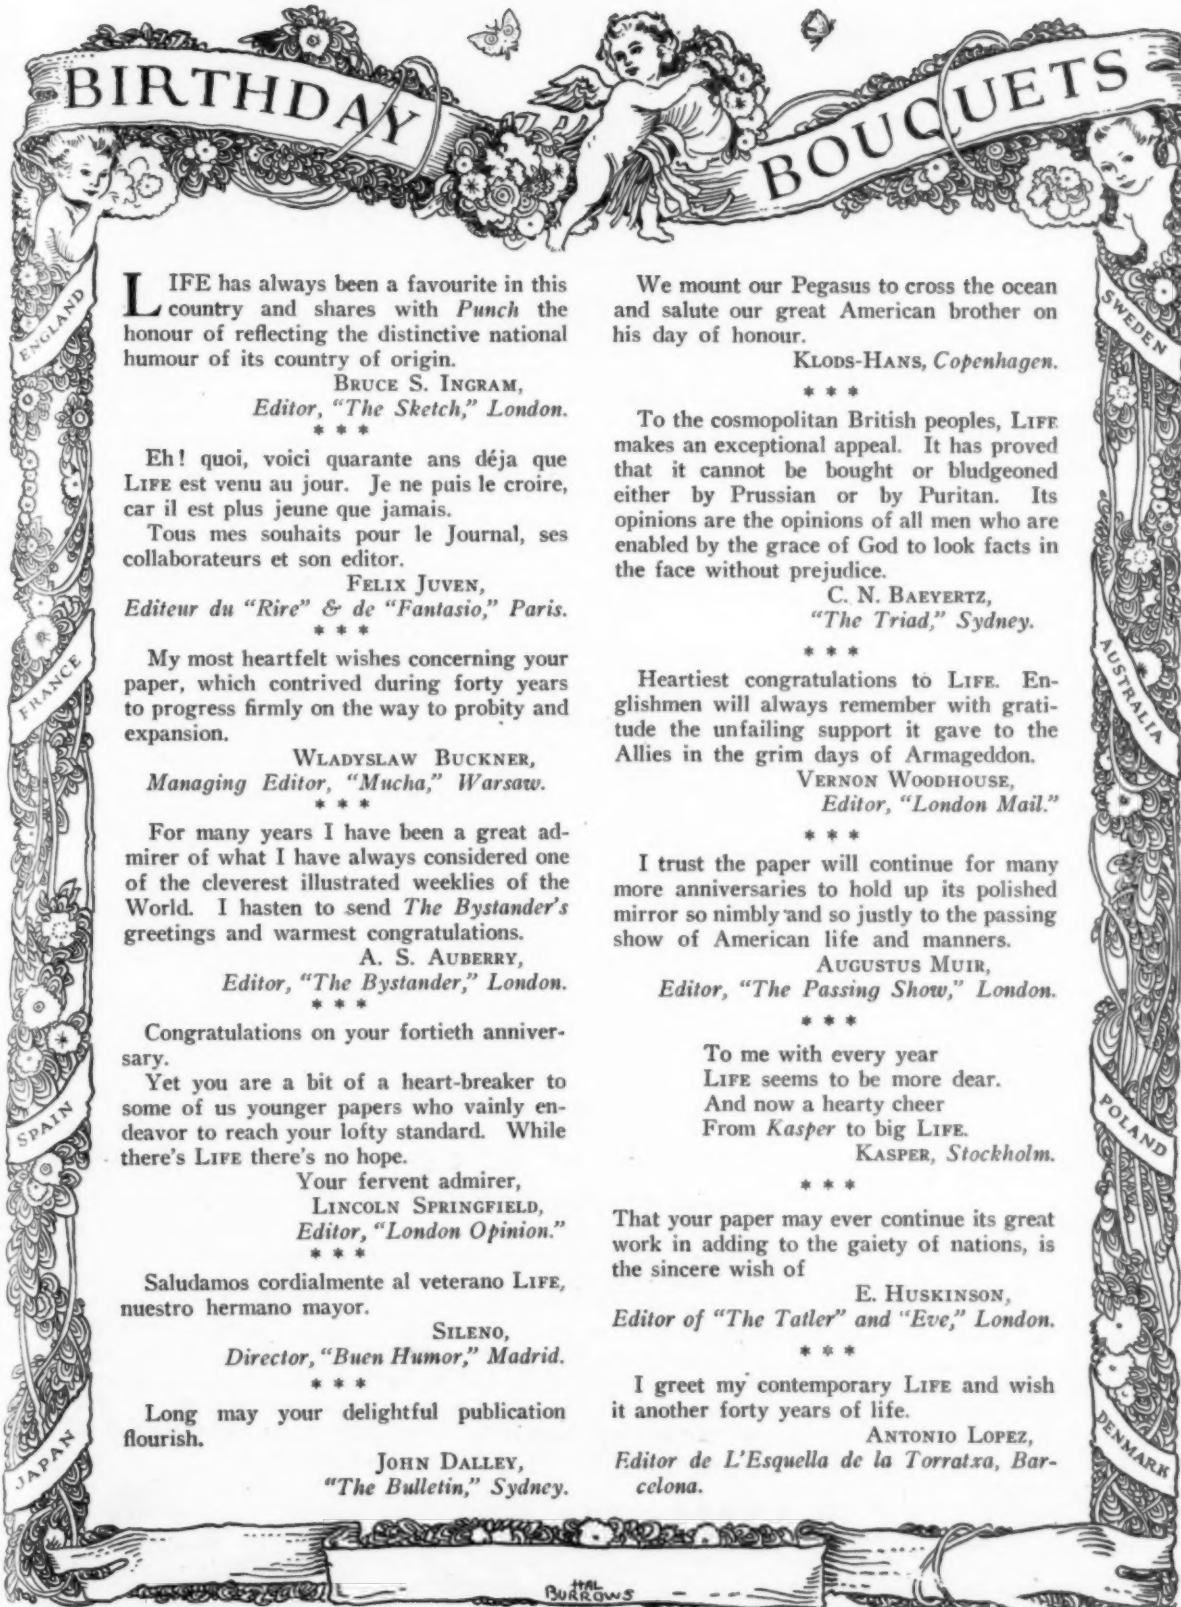 BIRTHDAY BOUQUETS
ENGLAND
FRANCE
SPAIN
JAPAN
LIFE has always been a favourite in this
country and shares with Punch the
honour of reflecting the distinctive national
humour of its country of origin.
BRUCE S. INGRAM,
Editor, "The Sketch," London.
* * *
Eh! quoi, voici quarante ans déja que
LIFE est venu au jour. Je ne puis le croire,
car il est plus jeune que jamais.
Tous mes souhaits pour le Journal, ses
collaborateurs et son editor.
FELIX JUVEN,
Editeur du "Rire" & de "Fantasio," Paris.
* * *
My most heartfelt wishes concerning your
paper, which contrived during forty years
to progress firmly on the way to probity and
expansion.
WLADYSLAW BUCKNER,
Managing Editor, "Mucha," Warsaw.
* * *
For many years I have been a great ad-
mirer of what I have always considered one
of the cleverest illustrated weeklies of the
World. I hasten to send The Bystander's
greetings and warmest congratulations.
A. S. AUBERRY,
Editor, "The Bystander," London.
* * *
Congratulations on your fortieth anniver-
sary.
Yet you are a bit of a heart-breaker to
some of us younger papers who vainly en-
deavor to reach your lofty standard. While
there's LIFE there's no hope.
Your fervent admirer,
LINCOLN SPRINGFIELD,
Editor, "London Opinion."
* * *
Saludamos cordialmente al veterano LIFE,
nuestro hermano mayor.
SILENO,
Director, "Buen Humor," Madrid.
* * *
Long may your delightful publication
flourish.
JOHN DALLEY,
"The Bulletin," Sydney.
We mount our Pegasus to cross the ocean
and salute our great American brother on
his day of honour.
KLODS-HANS, Copenhagen.
* * *
To the cosmopolitan British peoples, LIFE
makes an exceptional appeal. It has proved
that it cannot be bought or bludgeoned
either by Prussian or by Puritan. Its
opinions are the opinions of all men who are
enabled by the grace of God to look facts in
the face without prejudice.
C. N. BAEYERTZ,
"The Triad," Sydney.
* * *
Heartiest congratulations to LIFE. En-
glishmen will always remember with grati-
tude the unfailing support it gave to the
Allies in the grim days of Armageddon.
VERNON WOODHOUSE,
Editor, "London Mail."
* * *
I trust the paper will continue for many
more anniversaries to hold up its polished
mirror so nimbly and so justly to the passing
show of American life and manners.
AUGUSTUS MUIR,
Editor, "The Passing Show," London.
* * *
To me with every year
LIFE seems to be more dear.
And now a hearty cheer
From Kasper to big LIFE.
KASPER, Stockholm.
* * *
That your paper may ever continue its great
work in adding to the gaiety of nations, is
the sincere wish of
E. HUSKINSON,
Editor of "The Tatler" and "Eve," London.
* * *
I greet my contemporary LIFE and wish
it another forty years of life.
ANTONIO LOPEZ,
Editor de L'Esquella de la Torratxa, Bar-
celona.
SWEDEN
AUSTRALIA
POLAND
DENMARK
HAL
BURROWS